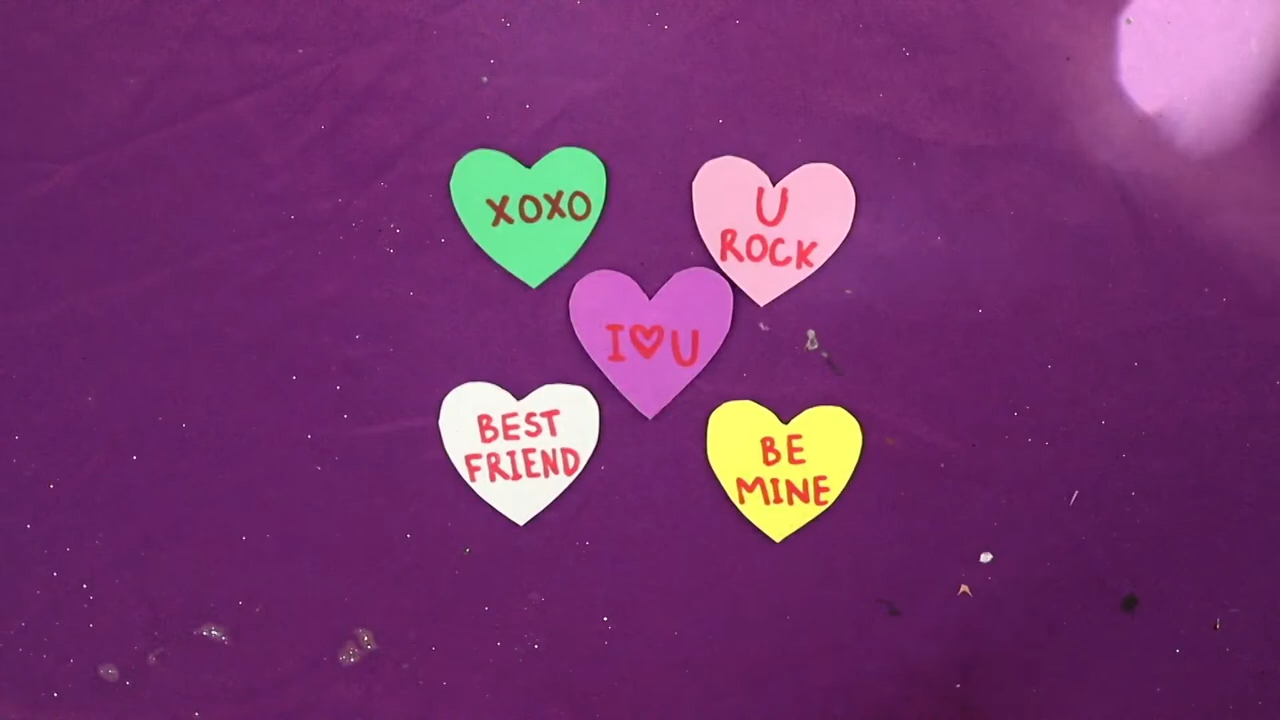 XOXO
U
ROCK
I♡U
BEST
FRIEND
BE
MINE